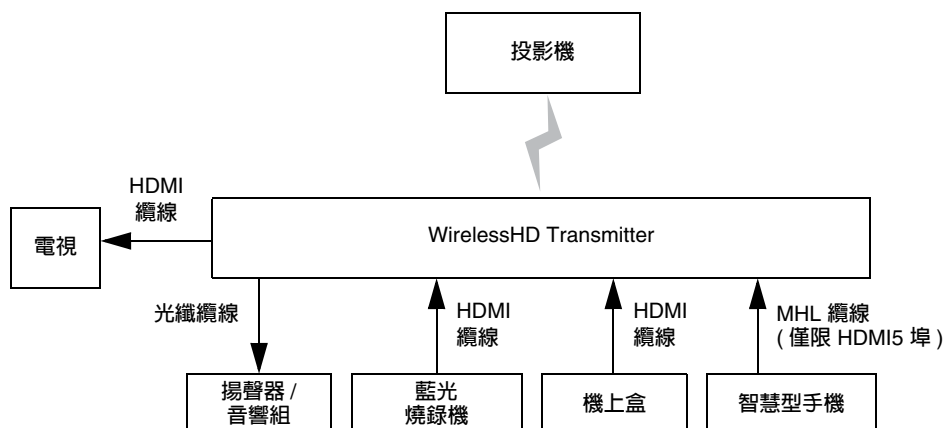 投影機
HDMI
纜線
電視
WirelessHD Transmitter
光纖纜線
HDMI
纜線
HDMI
纜線
MHL 纜線
( 僅限 HDMI5 埠 )
揚聲器 /
音響組
藍光
燒錄機
機上盒
智慧型手機